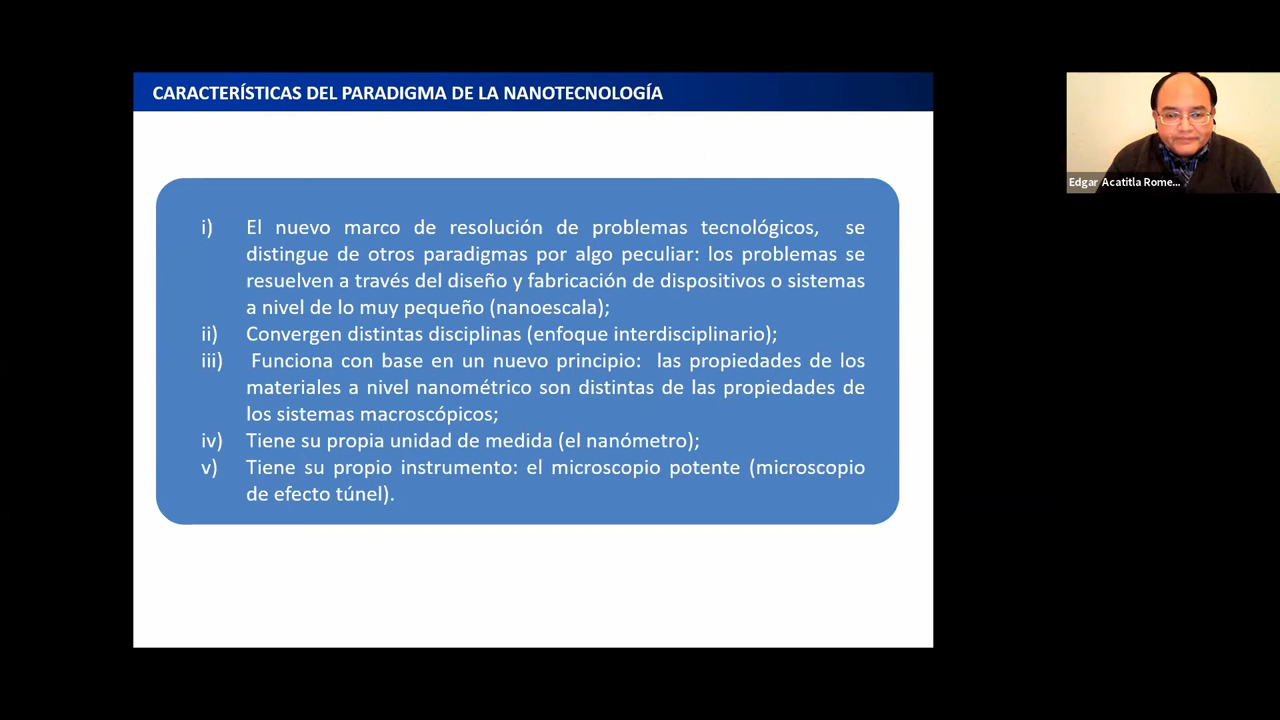 CARACTERÍSTICAS DEL PARADIGMA DE LA NANOTECNOLOGÍA
i) El nuevo marco de resolución de problemas tecnológicos, se
distingue de otros paradigmas por algo peculiar: los problemas se
resuelven a través del diseño y fabricación de dispositivos o sistemas
a nivel de lo muy pequeño (nanoescala);
ii) Convergen distintas disciplinas (enfoque interdisciplinario);
iii) Funciona con base en un nuevo principio: las propiedades de los
materiales a nivel nanométrico son distintas de las propiedades de
los sistemas macroscópicos;
iv) Tiene su propia unidad de medida (el nanómetro);
v) Tiene su propio instrumento: el microscopio potente (microscopio
de efecto túnel).
Edgar Acatitla Rome...